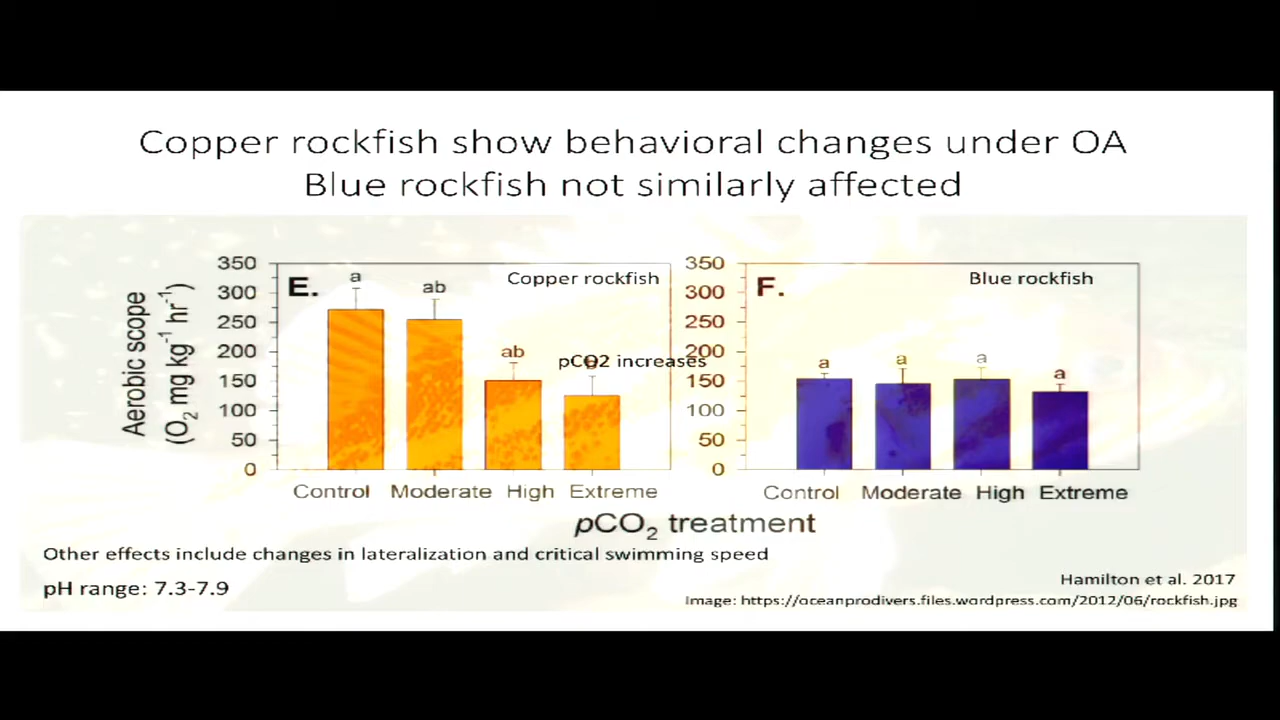 Copper rockfish show behavioral changes under OA
Blue rockfish not similarly affected
Aerobic scope
(O2 mg kg-1 hr-1)
350
300
250
200
150
100
50
0
E.
Copper rockfish
a
ab
ab
pCO2 increases
Control Moderate High Extreme
350
300
250
200
150
100
50
0
F.
Blue rockfish
a
a
a
a
Control Moderate High Extreme
pCO2 treatment
Other effects include changes in lateralization and critical swimming speed
pH range: 7.3-7.9
Hamilton et al. 2017
Image: https://oceanprodivers.files.wordpress.com/2012/06/rockfish.jpg